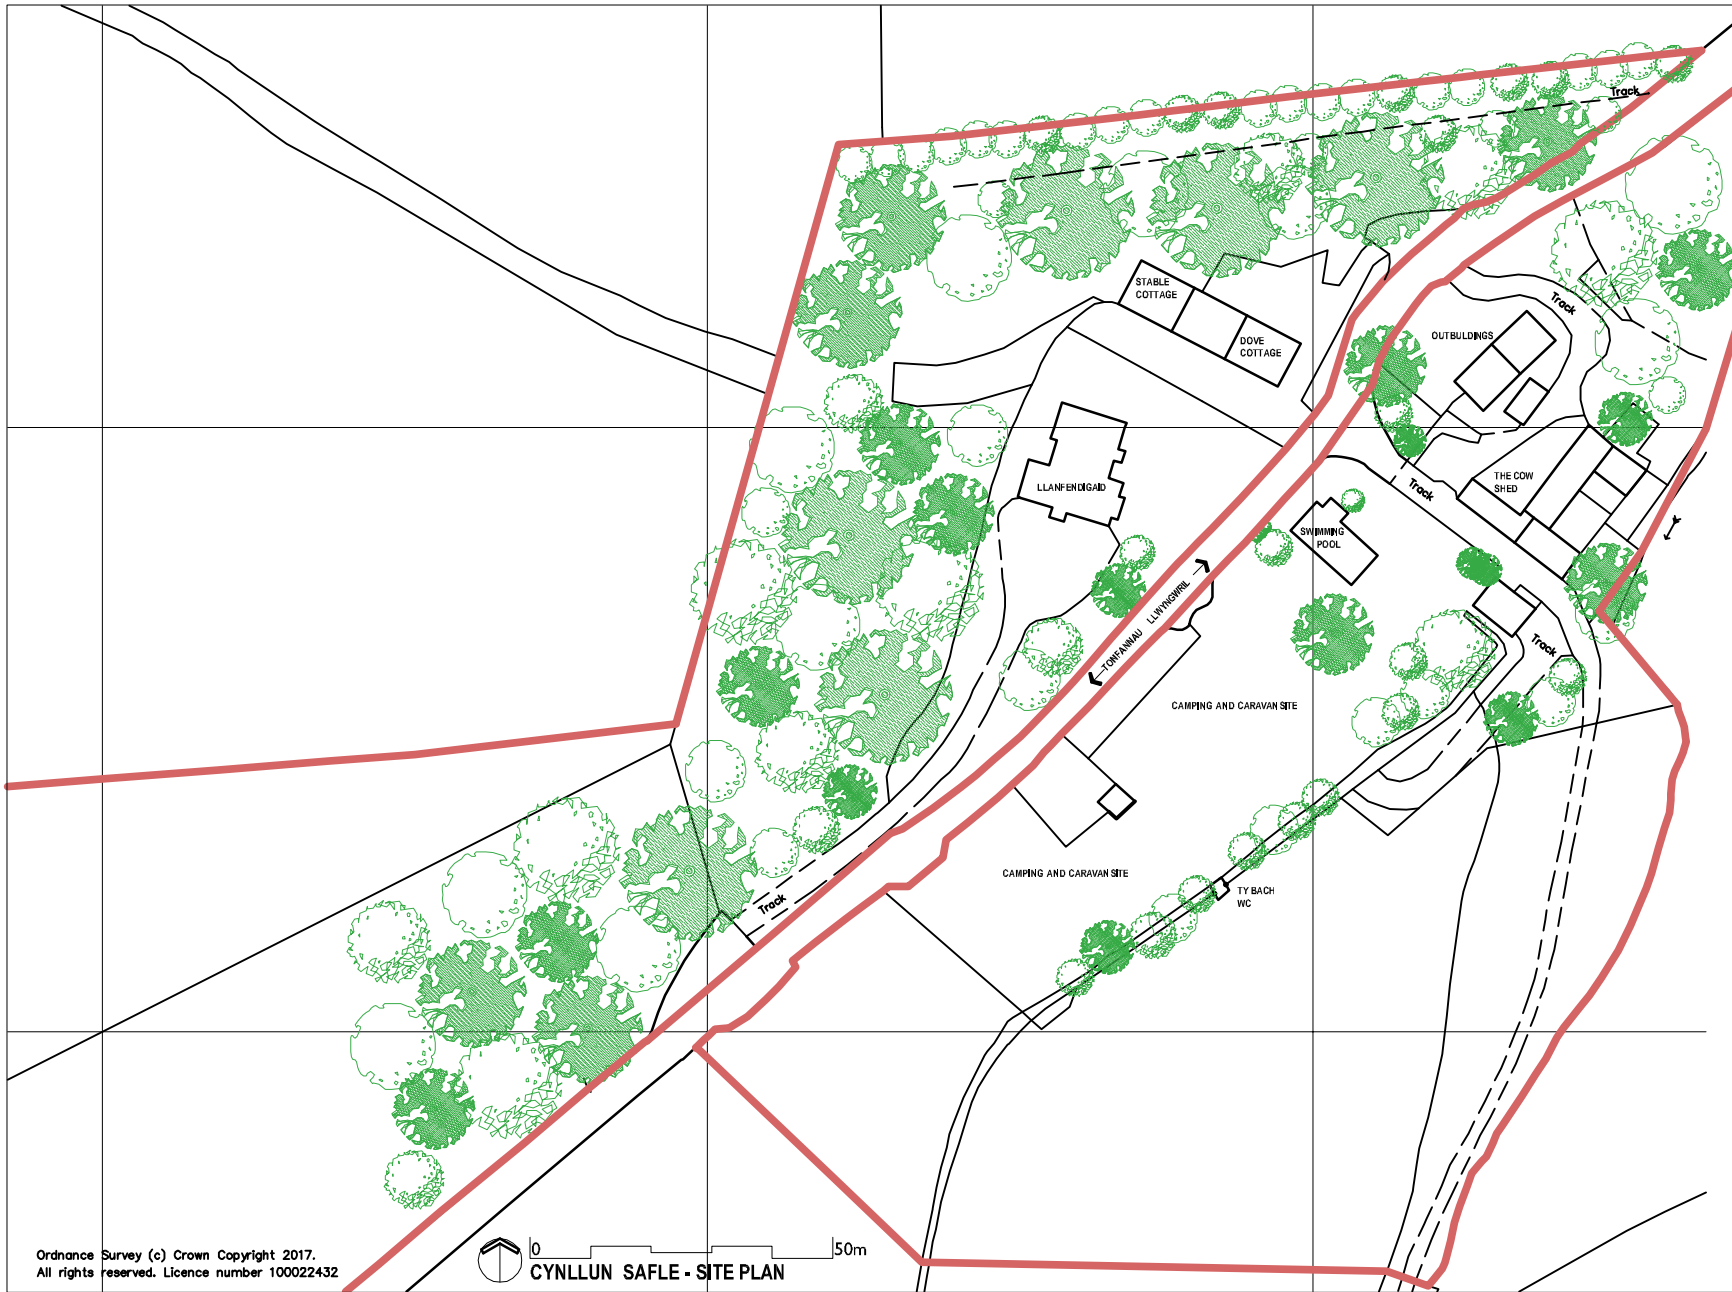 Track
STABLE
COTTAGE
DOVE
COTTAGE
Track
OUTBUILDINGS
LLANFENDIGAID
THE COW
SHED
Track
SWIMMING
POOL
TONFANNAU LLWYNGWRIL
Track
CAMPING AND CARAVAN SITE
CAMPING AND CARAVAN SITE
TY BACH
WC
Track
Ordnance Survey (c) Crown Copyright 2017.
All rights reserved. Licence number 100022432
0 50m
CYNLLUN SAFLE - SITE PLAN